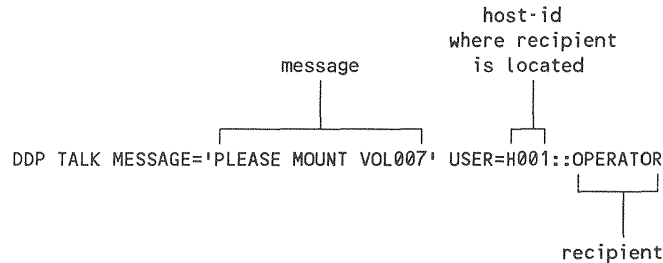 host-id
where recipient
is located
message
DDP TALK MESSAGE='PLEASE MOUNT VOL007' USER=H001::OPERATOR
recipient